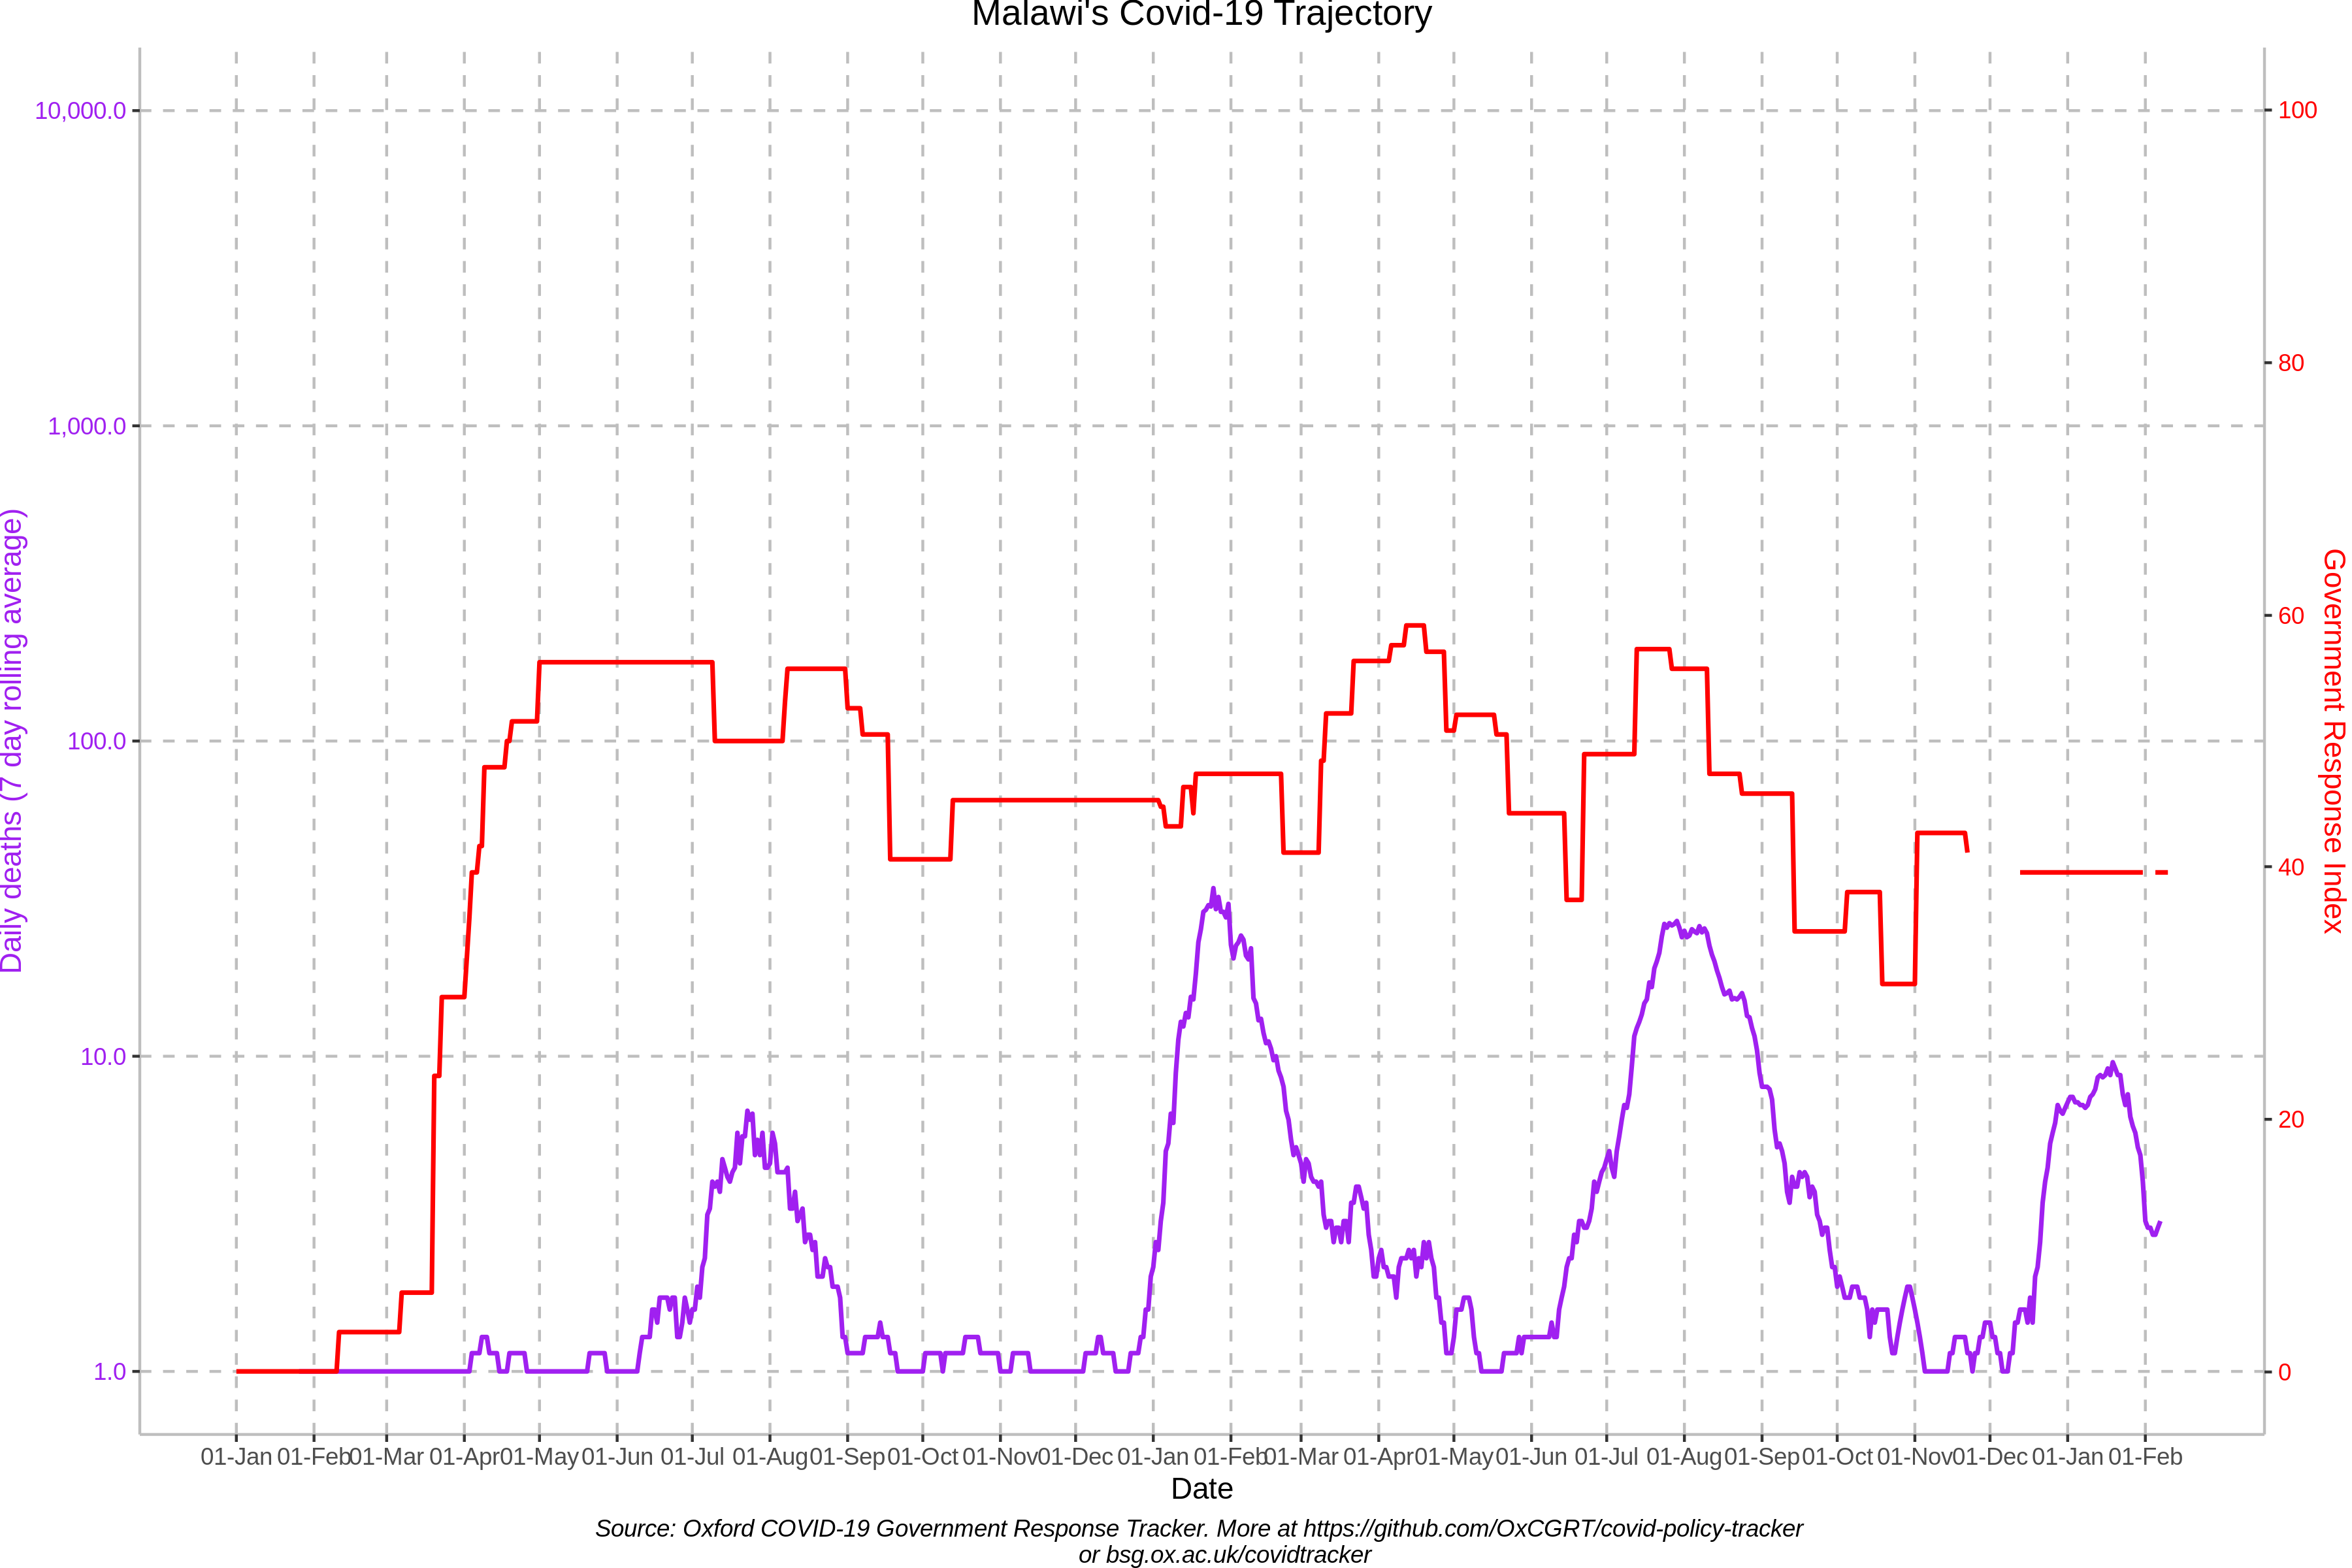 Malawi's Covid-19 Trajectory
10,000.0
1,000.0
100.0
10.0
1.0
Daily deaths (7 day rolling average)
100
80
60
40
20
0
Government Response Index
01-Jan 01-Feb 01-Mar 01-Apr 01-May 01-Jun 01-Jul 01-Aug 01-Sep 01-Oct 01-Nov 01-Dec 01-Jan 01-Feb 01-Mar 01-Apr 01-May 01-Jun 01-Jul 01-Aug 01-Sep 01-Oct 01-Nov 01-Dec 01-Jan 01-Feb
Date
Source: Oxford COVID-19 Government Response Tracker. More at https://github.com/OxCGRT/covid-policy-tracker
or bsg.ox.ac.uk/covidtracker